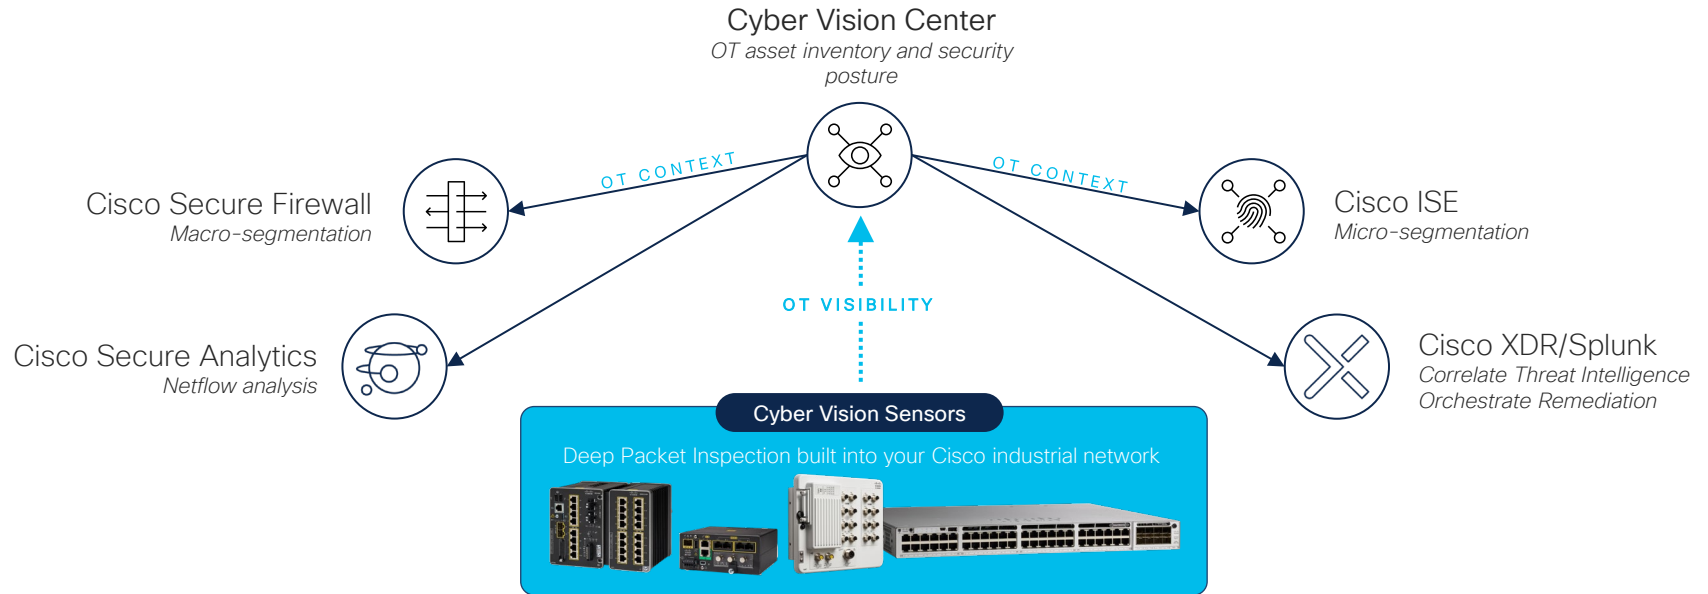 Cyber Vision Center
OT asset inventory and security
posture
OT CONTEXT
OT CONTEXT
Cisco Secure Firewall
Macro-segmentation
Cisco ISE
Micro-segmentation
OT VISIBILITY
Cisco Secure Analytics
Netflow analysis
Cisco XDR/Splunk
Correlate Threat Intelligence
Orchestrate Remediation
Cyber Vision Sensors
Deep Packet Inspection built into your Cisco industrial network